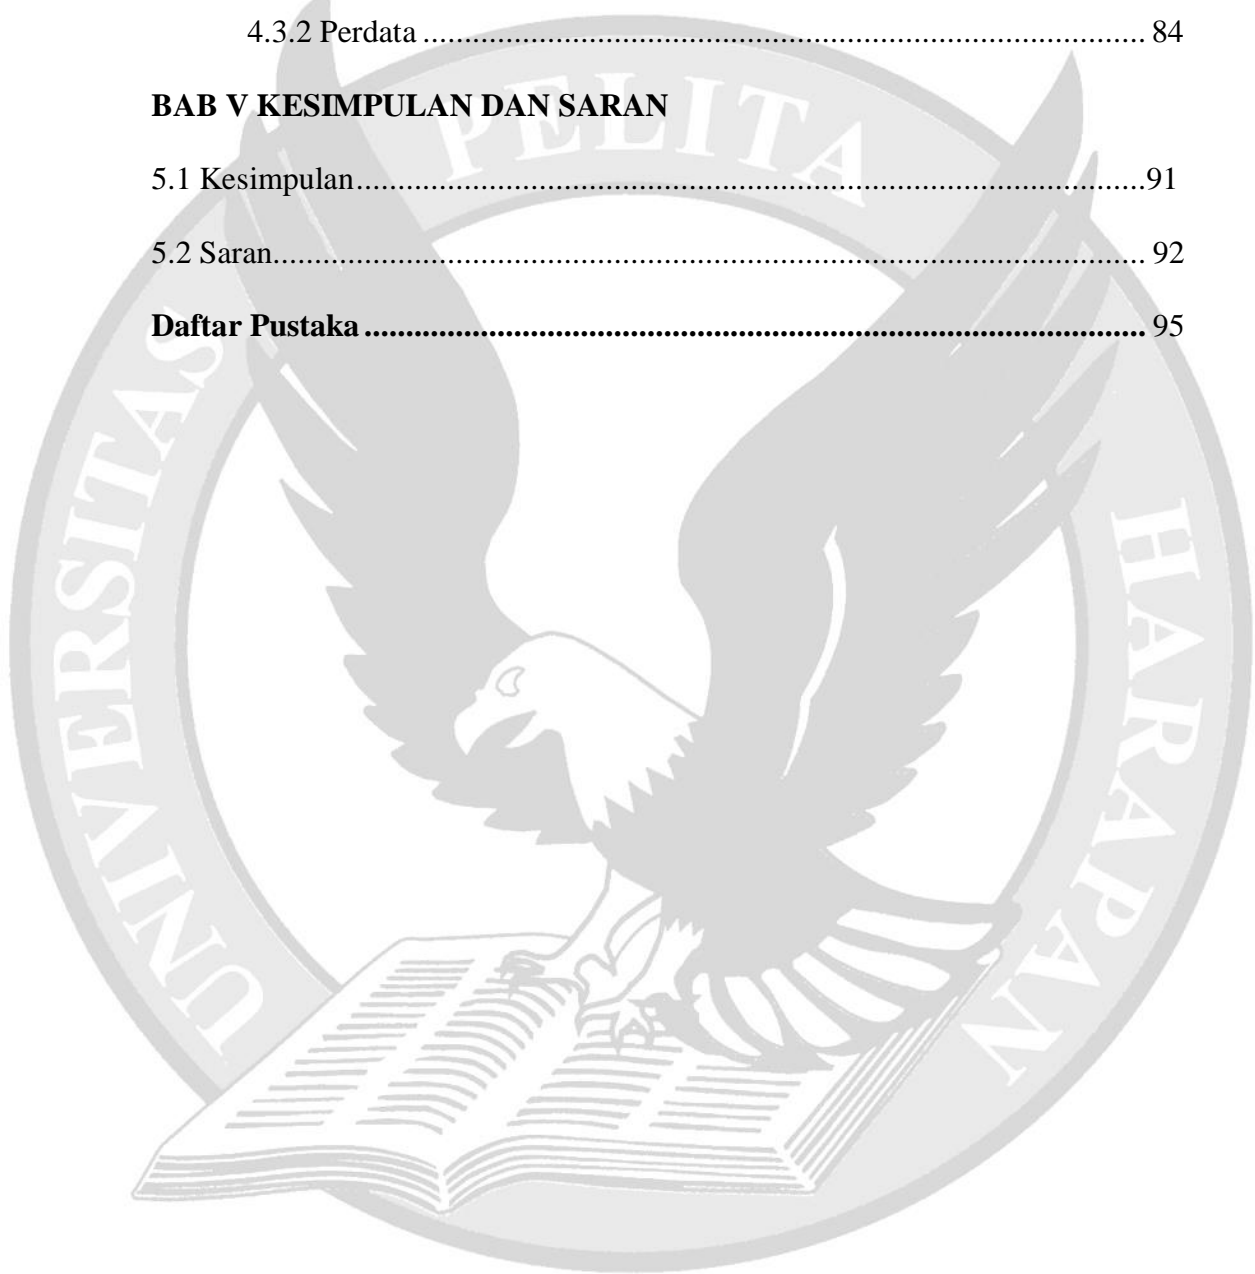 4.3.2 Perdata ........................................................................................ 84
BAB V KESIMPULAN DAN SARAN
5.1 Kesimpulan................................................................................................91
5.2 Saran.......................................................................................................... 92
Daftar Pustaka .............................................................................................. 95
UNIVERSITAS PELITA HARAPAN